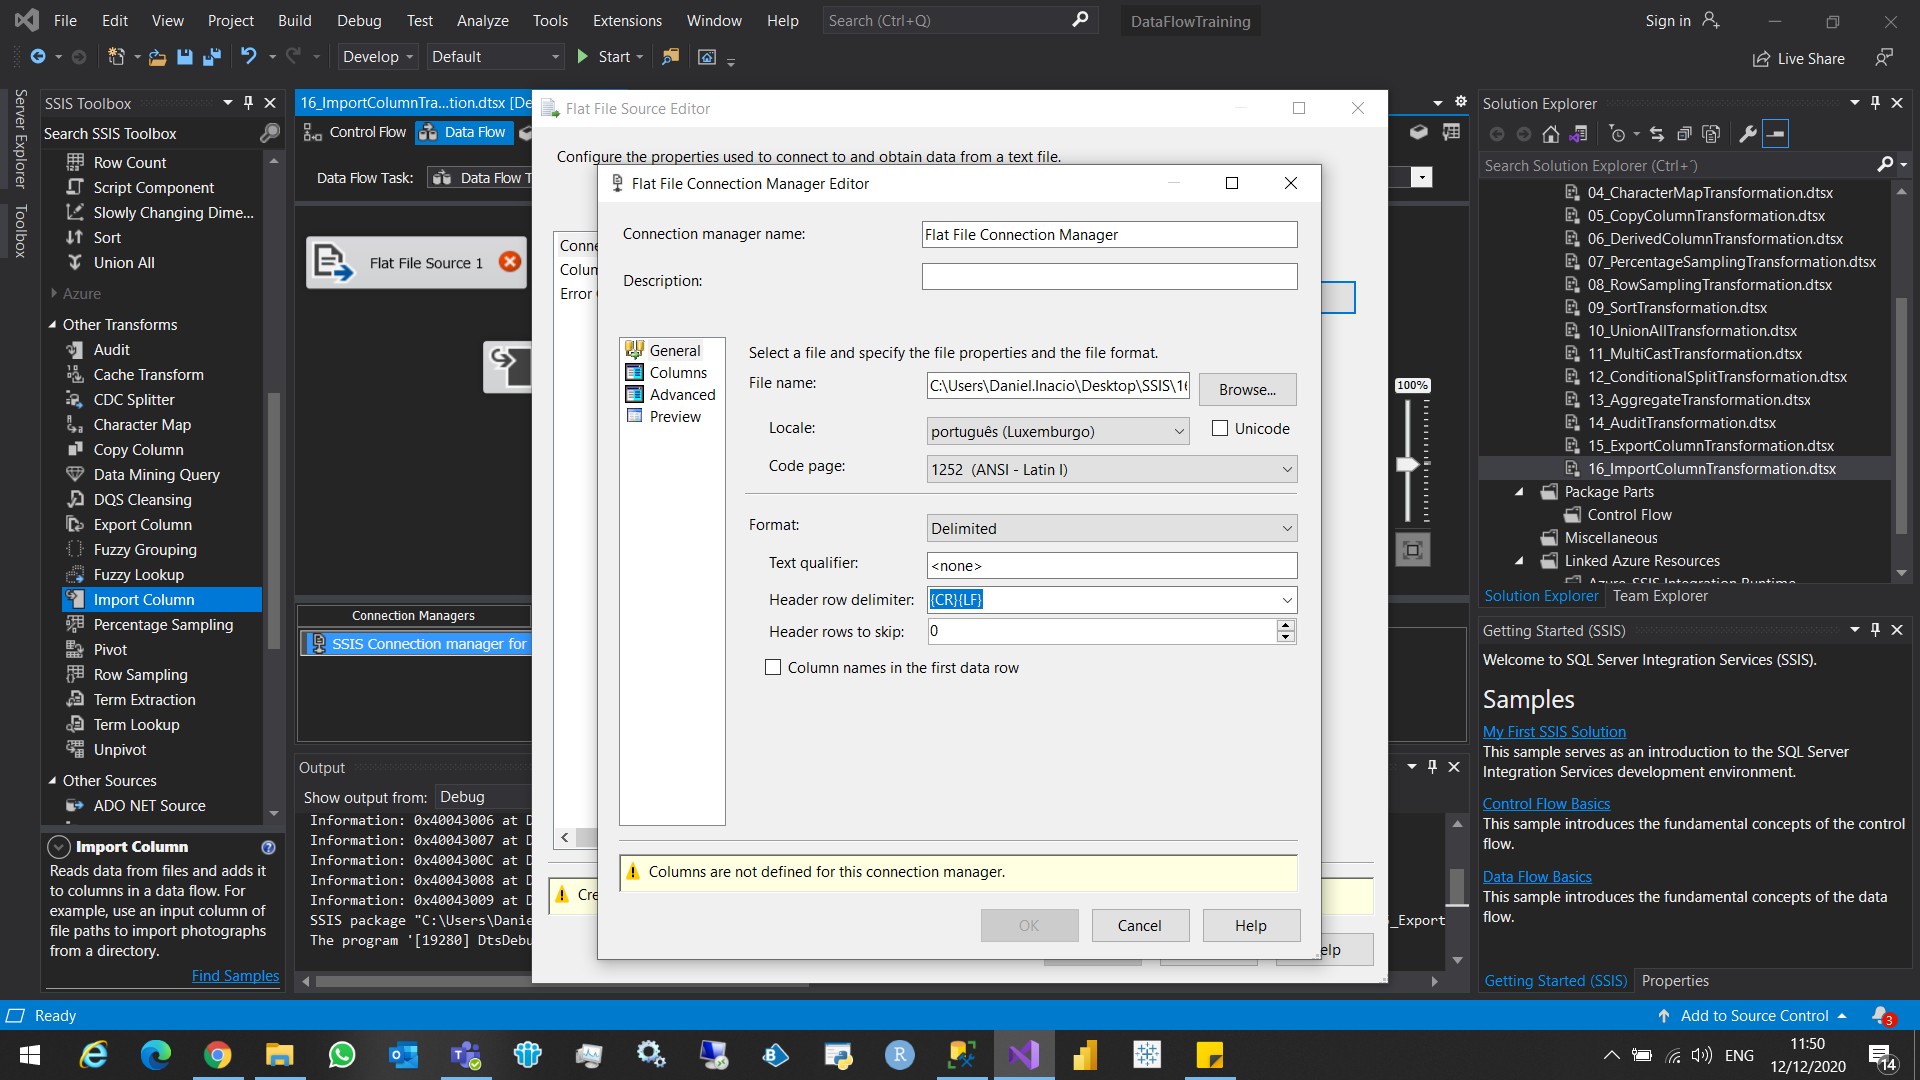 File Edit View Project Build Debug Test Analyze Tools Extensions Window Help Search (Ctrl+Q) DataFlowTraining Sign in
Develop Default Start Live Share
Server Explorer
Toolbox
SSIS Toolbox
Search SSIS Toolbox
Row Count
Script Component
Slowly Changing Dime...
Sort
Union All
Azure
Other Transforms
Audit
Cache Transform
CDC Splitter
Character Map
Copy Column
Data Mining Query
DQS Cleansing
Export Column
Fuzzy Grouping
Fuzzy Lookup
Import Column
Percentage Sampling
Pivot
Row Sampling
Term Extraction
Term Lookup
Unpivot
Other Sources
ADO NET Source
Import Column
Reads data from files and adds it
to columns in a data flow. For
example, use an input column of
file paths to import photographs
from a directory.
Find Samples
16_ImportColumnTra...tion.dtsx [De
Control Flow Data Flow
Data Flow Task: Data Flow T
Flat File Source 1
Connection Managers
SSIS Connection manager for
Output
Show output from: Debug
Information: 0x40043006 at D
Information: 0x40043007 at D
Information: 0x4004300C at D
Information: 0x40043008 at D
Information: 0x40043009 at D
SSIS package "C:\Users\Danie
The program '[19280] DtsDebu
_Export
Flat File Source Editor
Configure the properties used to connect to and obtain data from a text file.
Conne
Colum
Error
Cre
elp
Flat File Connection Manager Editor
Connection manager name: Flat File Connection Manager
Description:
General
Columns
Advanced
Preview
Select a file and specify the file properties and the file format.
File name: C:\Users\Daniel.Inacio\Desktop\SSIS\16 Browse...
Locale: português (Luxemburgo) Unicode
Code page: 1252 (ANSI - Latin I)
Format: Delimited
Text qualifier: <none>
Header row delimiter: {CR}{LF}
Header rows to skip: 0
Column names in the first data row
Columns are not defined for this connection manager.
OK Cancel Help
100%
Solution Explorer
Search Solution Explorer (Ctrl+´)
04_CharacterMapTransformation.dtsx
05_CopyColumnTransformation.dtsx
06_DerivedColumnTransformation.dtsx
07_PercentageSamplingTransformation.dtsx
08_RowSamplingTransformation.dtsx
09_SortTransformation.dtsx
10_UnionAllTransformation.dtsx
11_MultiCastTransformation.dtsx
12_ConditionalSplitTransformation.dtsx
13_AggregateTransformation.dtsx
14_AuditTransformation.dtsx
15_ExportColumnTransformation.dtsx
16_ImportColumnTransformation.dtsx
Package Parts
Control Flow
Miscellaneous
Linked Azure Resources
Azure-SSIS Integration Runtime
Solution Explorer Team Explorer
Getting Started (SSIS)
Welcome to SQL Server Integration Services (SSIS).
Samples
My First SSIS Solution
This sample serves as an introduction to the SQL Server
Integration Services development environment.
Control Flow Basics
This sample introduces the fundamental concepts of the control
flow.
Data Flow Basics
This sample introduces the fundamental concepts of the data
flow.
Getting Started (SSIS) Properties
Ready Add to Source Control 3
ENG 11:50
12/12/2020 14